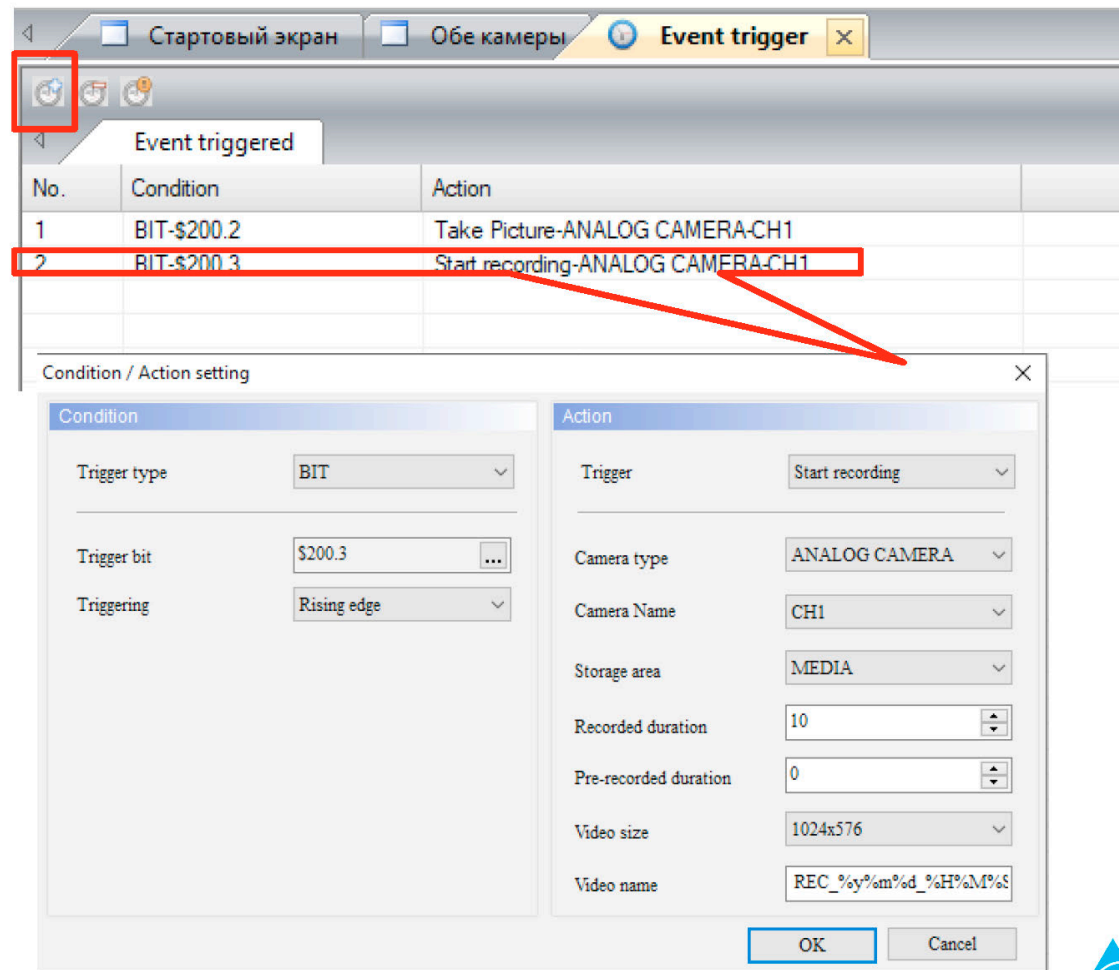 Стартовый экран Обе камеры Event trigger
Event triggered
No. Condition Action
1 BIT-$200.2 Take Picture-ANALOG CAMERA-CH1
2 BIT-$200.3 Start recording-ANALOG CAMERA-CH1
Condition / Action setting
Condition Action
Trigger type BIT Trigger Start recording
Trigger bit $200.3 ... Camera type ANALOG CAMERA
Triggering Rising edge Camera Name CH1
Storage area MEDIA
Recorded duration 10
Pre-recorded duration 0
Video size 1024x576
Video name REC_%y%m%d_%H%M%S
OK Cancel